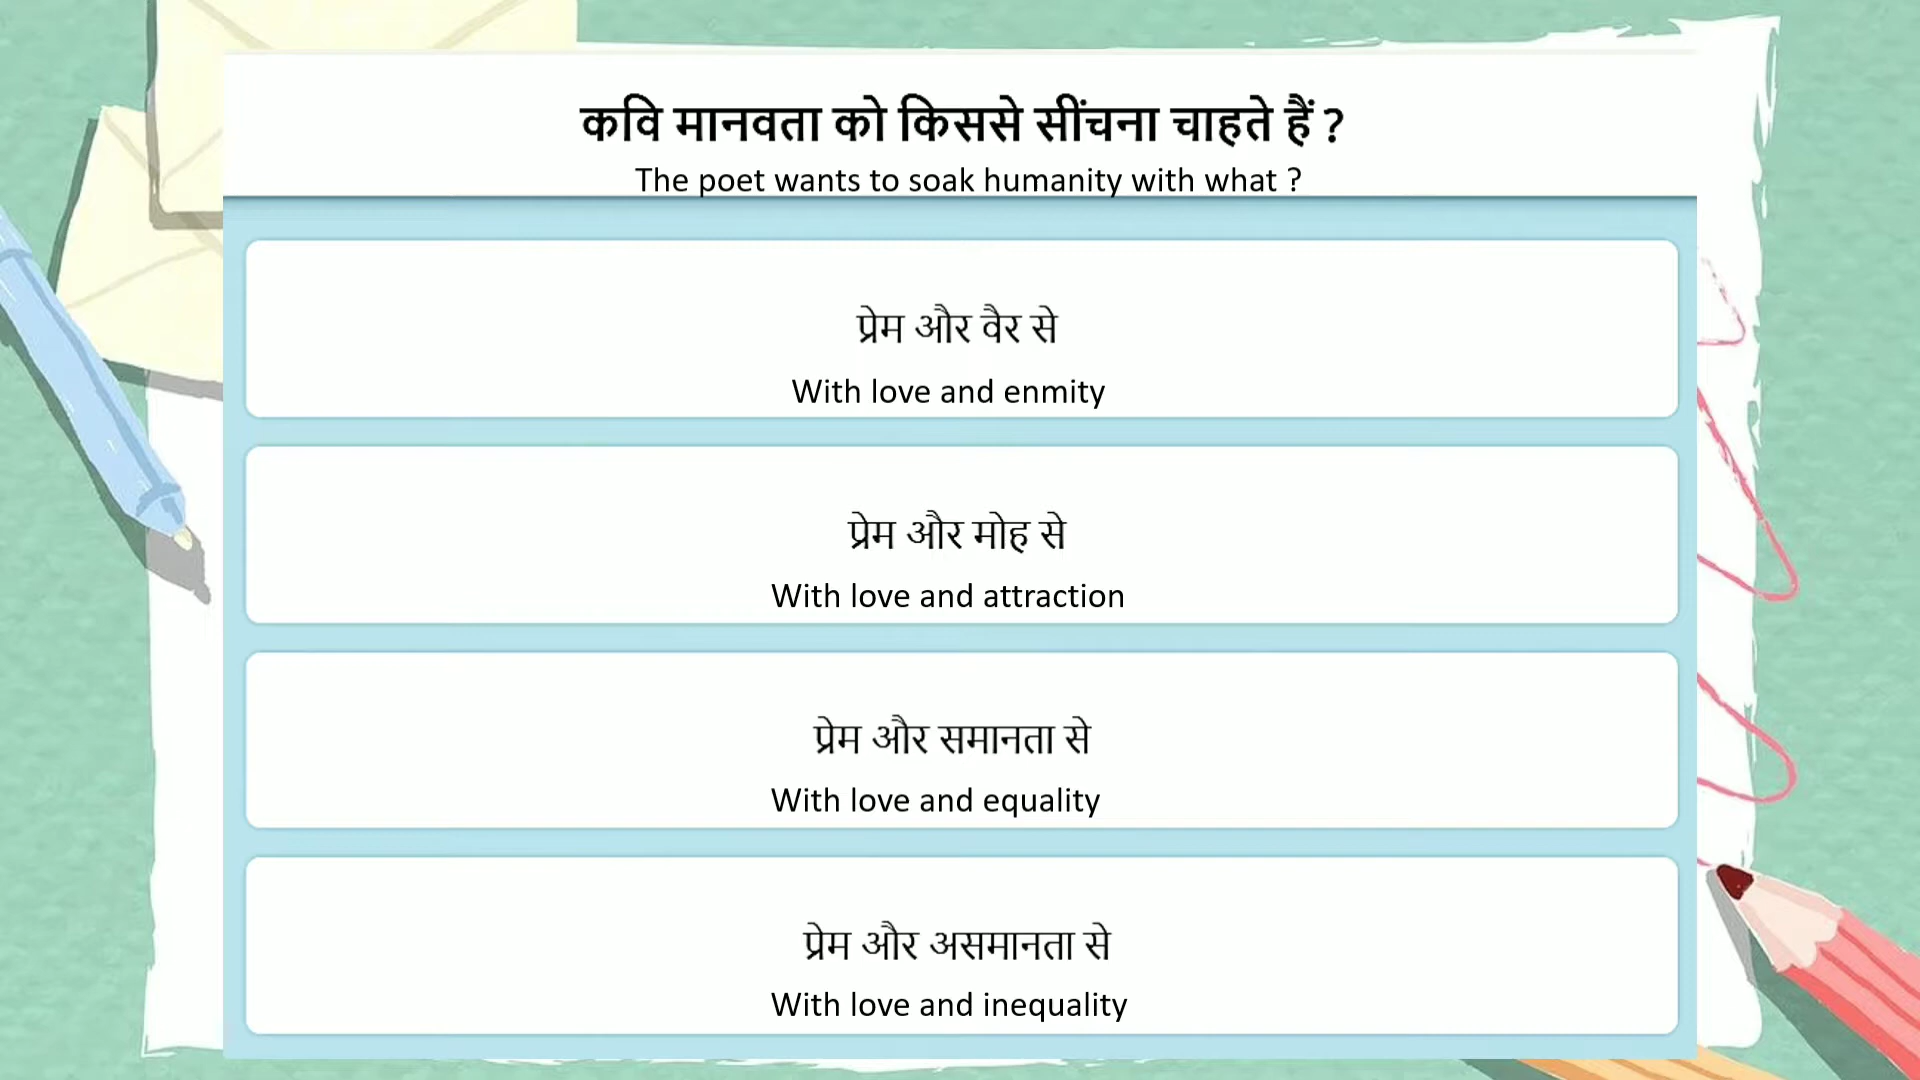 कवि मानवता को किससे सींचना चाहते हैं ?
The poet wants to soak humanity with what ?
प्रेम और वैर से
With love and enmity
प्रेम और मोह से
With love and attraction
प्रेम और समानता से
With love and equality
प्रेम और असमानता से
With love and inequality